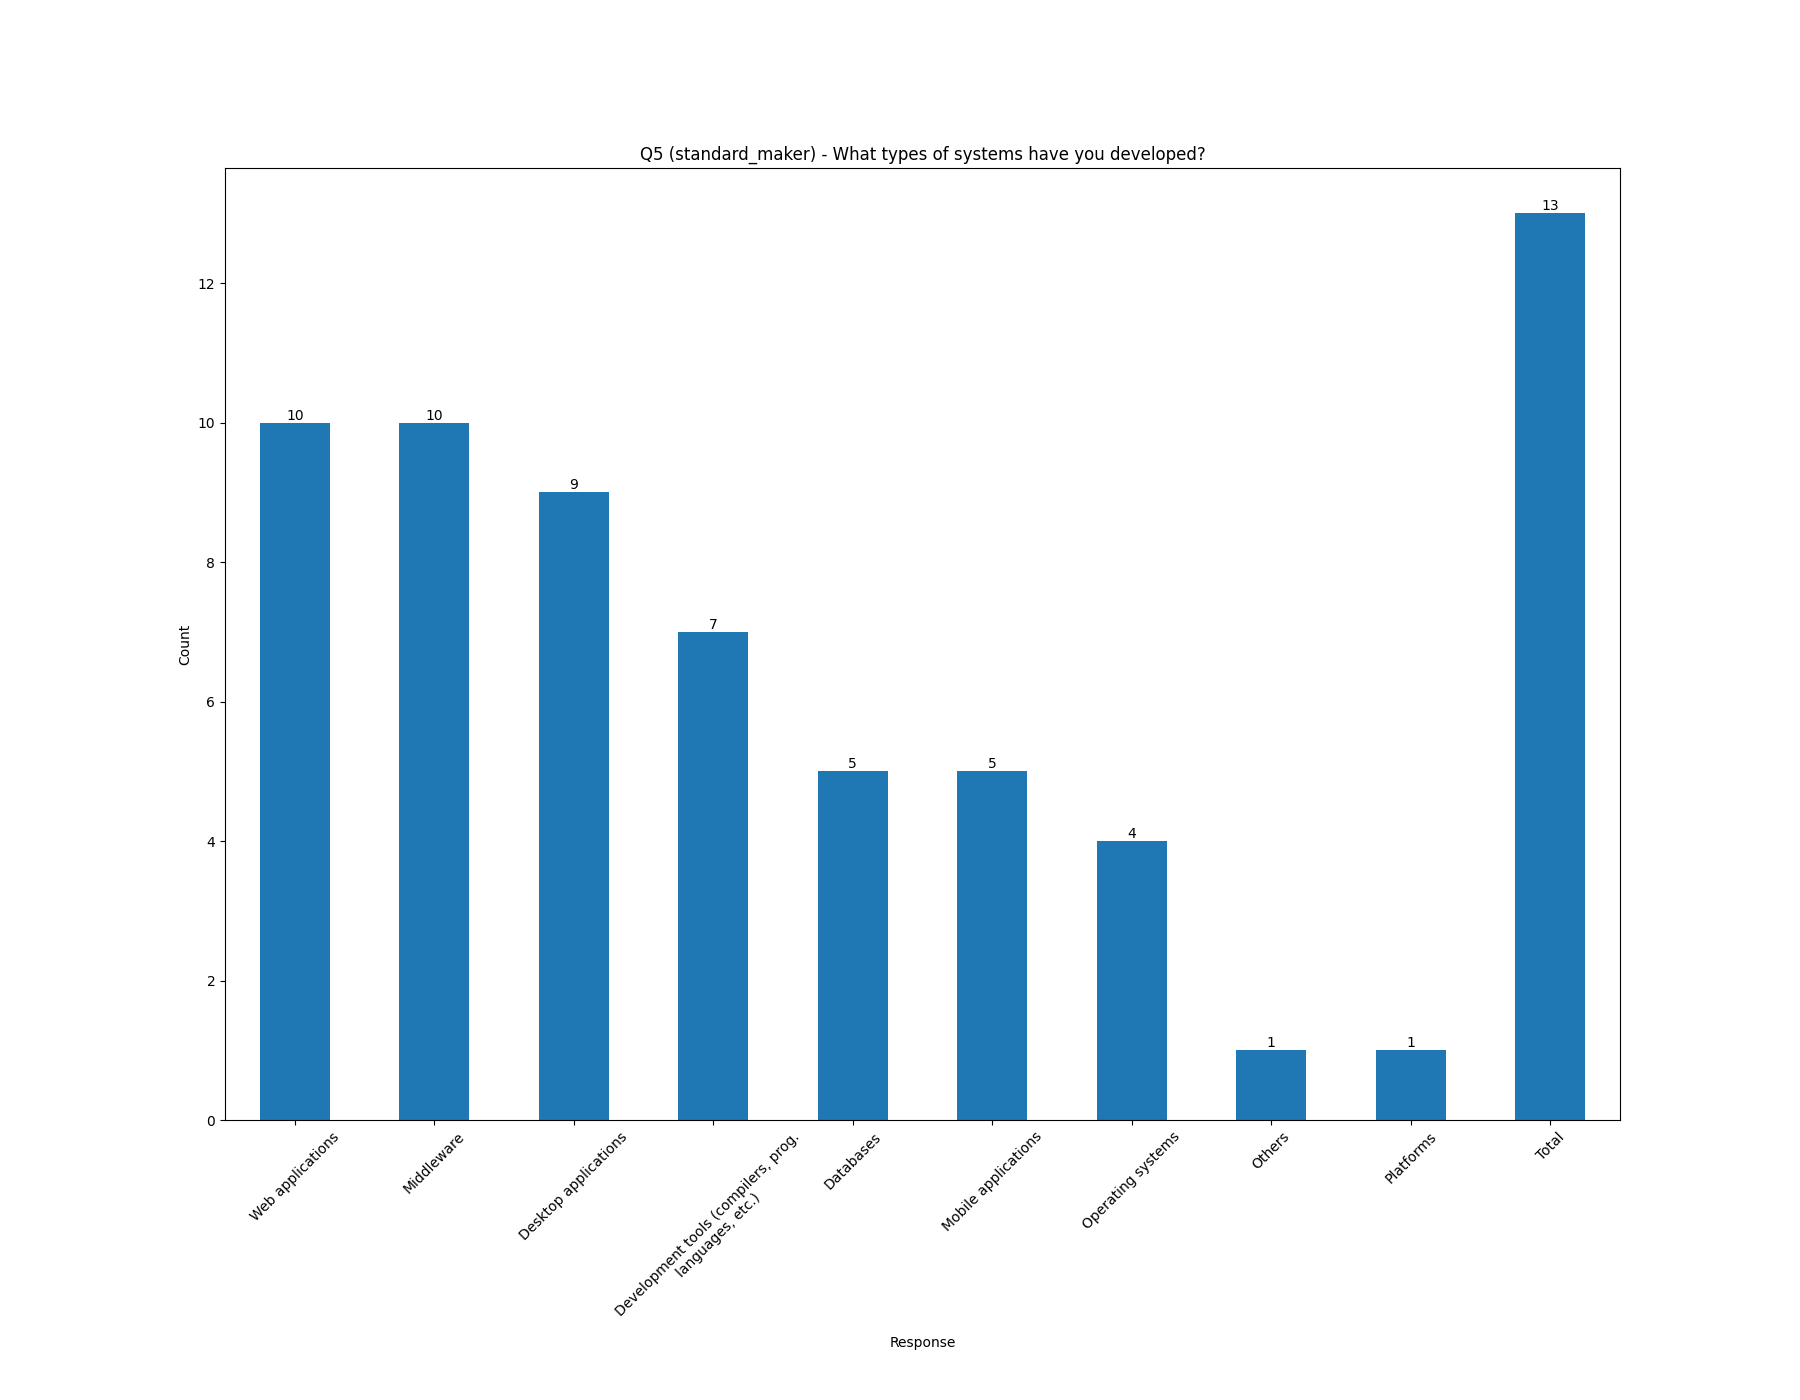 Q5 (standard_maker) - What types of systems have you developed?
13
12
10
10
10
9
8
7
6
5
5
4
4
2
1
1
0
Count
Web applications
Middleware
Desktop applications
Development tools (compilers, prog.
languages, etc.)
Databases
Mobile applications
Operating systems
Others
Platforms
Total
Response